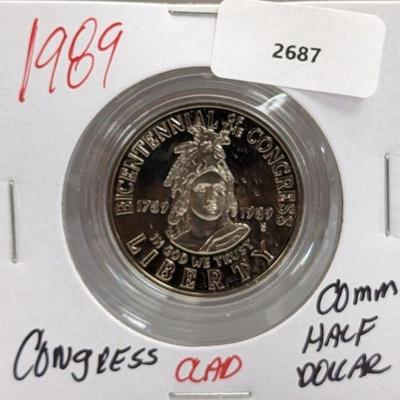 1989
2687
BICENTENNIAL OF THE CONGRESS
1789 1989
S
IN GOD WE TRUST
LIBERTY
CONGRESS
CLAD
COMM
HALF
DOLLAR